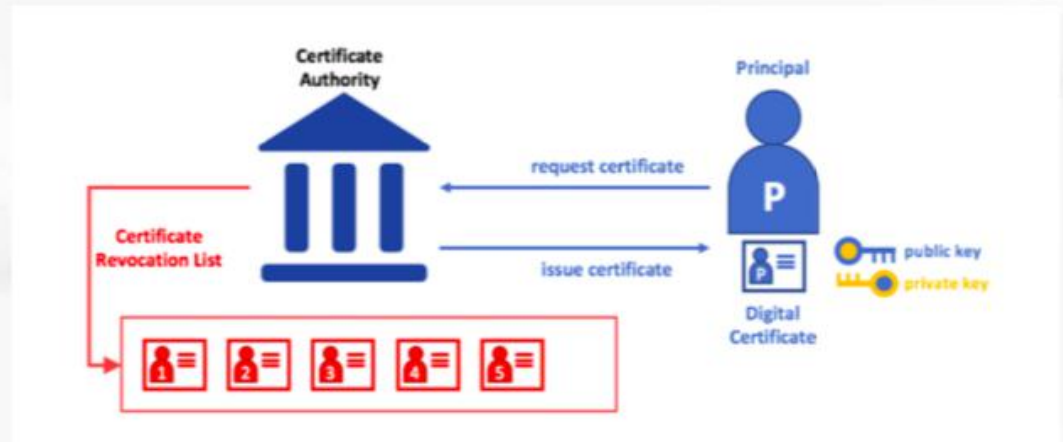 Certificate
Authority
Principal
request certificate
P
Certificate
Revocation List
issue certificate
P
public key
private key
Digital
Certificate
1
2
3
4
5